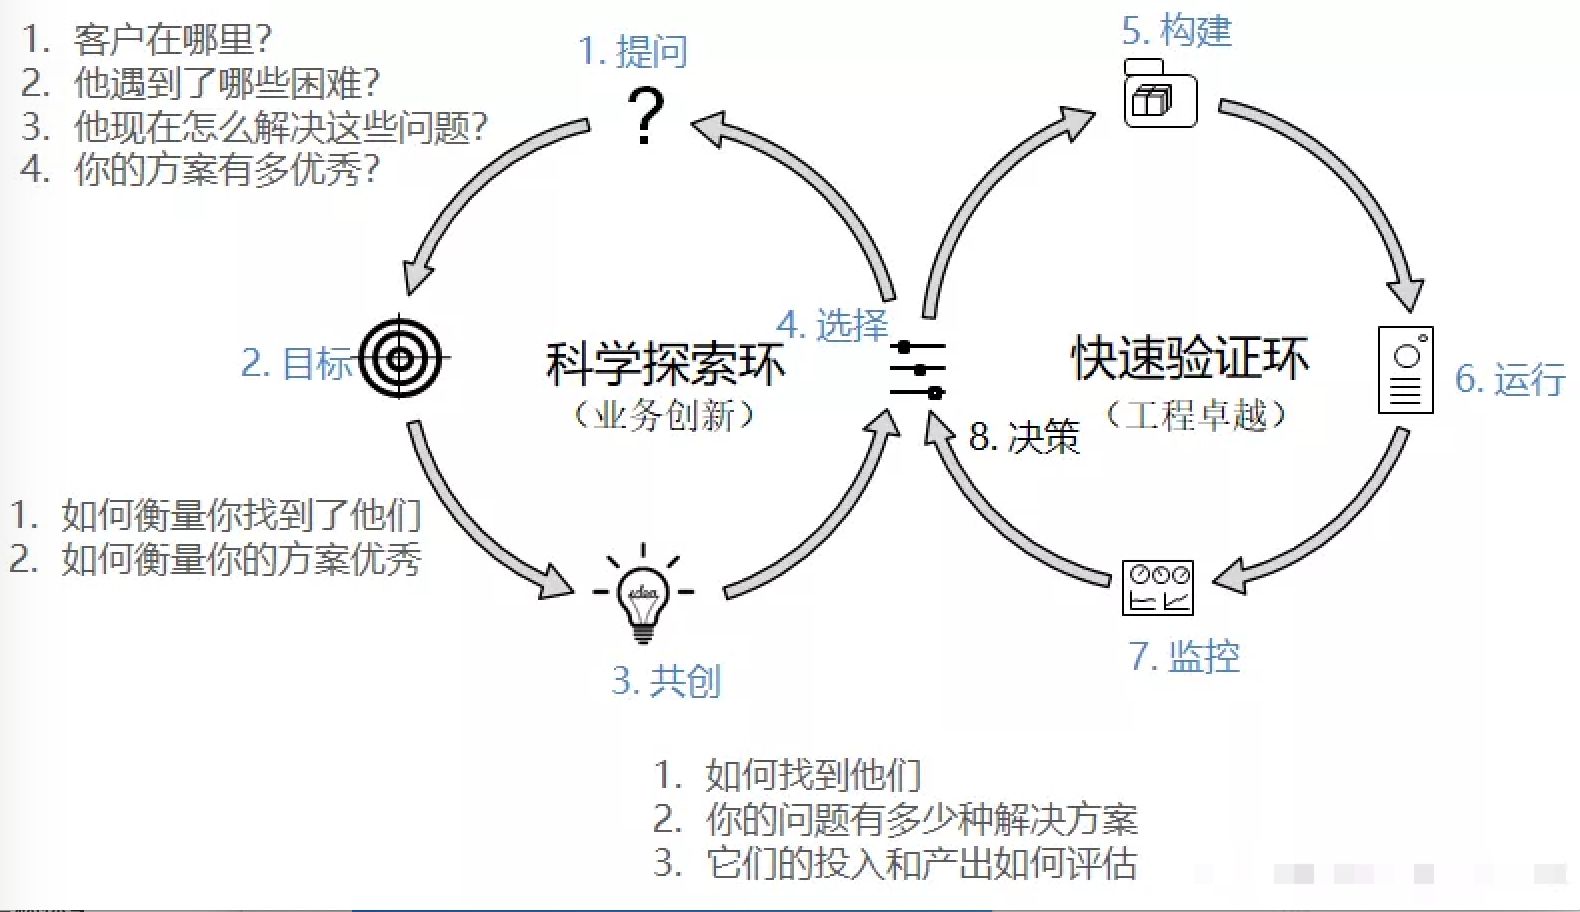 1. 客户在哪里?
2. 他遇到了哪些困难?
3. 他现在怎么解决这些问题?
4. 你的方案有多优秀?
1. 提问
5. 构建
2. 目标
科学探索环
（业务创新）
4. 选择
快速验证环
（工程卓越）
6. 运行
8. 决策
1. 如何衡量你找到了他们
2. 如何衡量你的方案优秀
idea
3. 共创
7. 监控
1. 如何找到他们
2. 你的问题有多少种解决方案
3. 它们的投入和产出如何评估